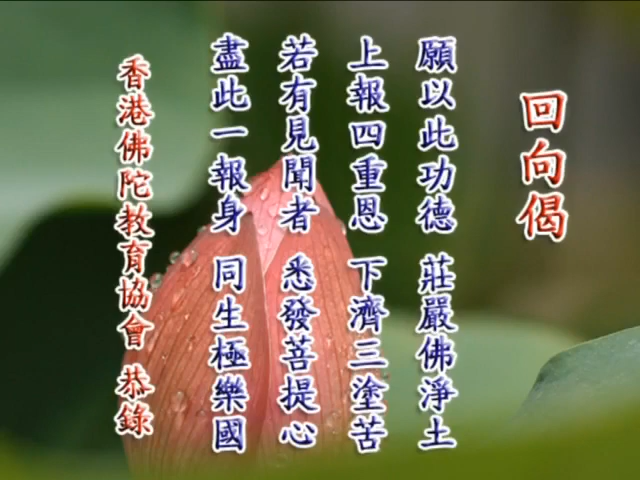 回向偈
願以此功德 莊嚴佛淨土
上報四重恩 下濟三塗苦
若有見聞者 悉發菩提心
盡此一報身 同生極樂國
香港佛陀教育協會 恭錄